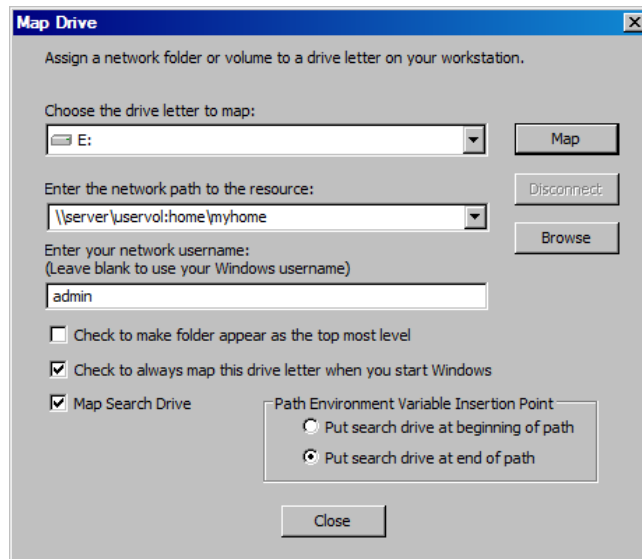 Map Drive
Assign a network folder or volume to a drive letter on your workstation.
Choose the drive letter to map:
E:
Map
Enter the network path to the resource:
Disconnect
\\server\uservol:home\myhome
Browse
Enter your network username:
(Leave blank to use your Windows username)
admin
Check to make folder appear as the top most level
Check to always map this drive letter when you start Windows
Map Search Drive
Path Environment Variable Insertion Point
Put search drive at beginning of path
Put search drive at end of path
Close